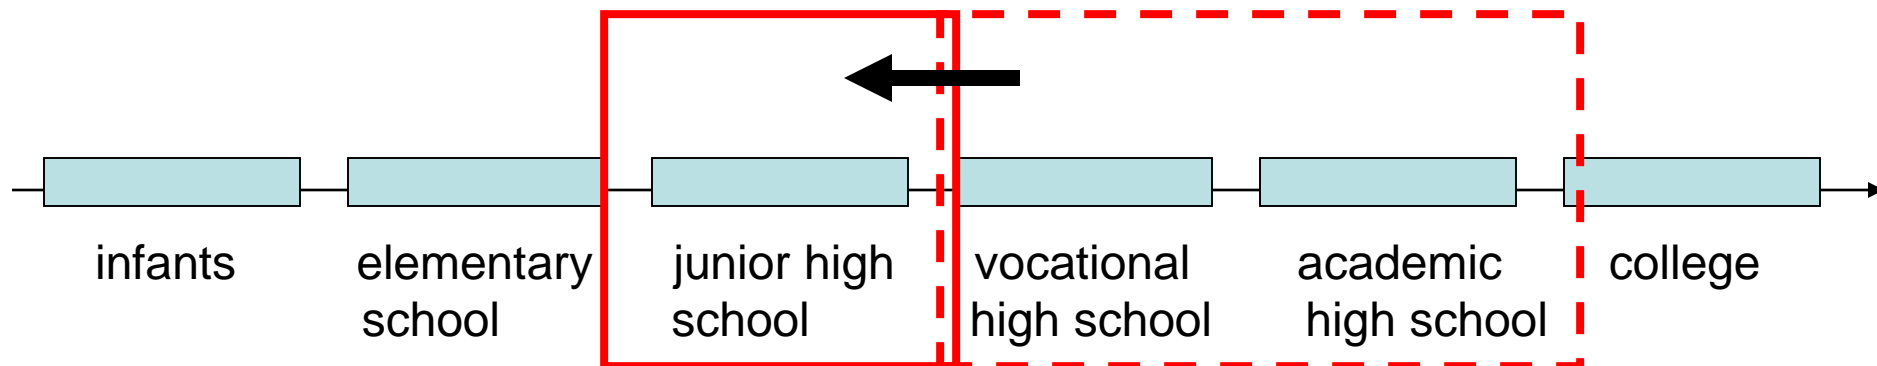 infants
elementary
school
junior high
school
vocational
high school
academic
high school
college